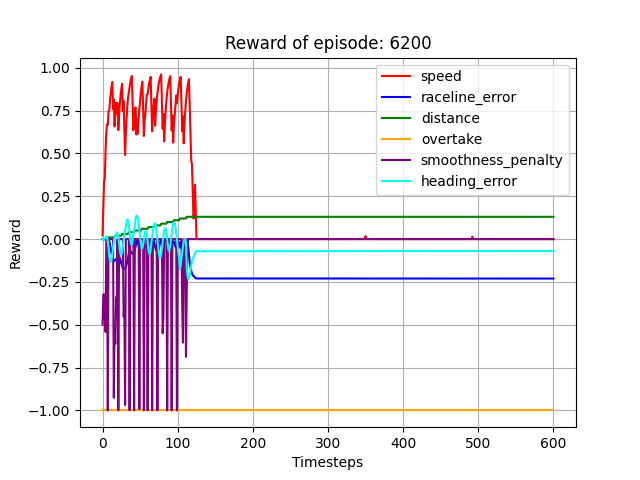 Reward of episode: 6200
1.00
0.75
0.50
0.25
0.00
−0.25
−0.50
−0.75
−1.00
Reward
speed
raceline_error
distance
overtake
smoothness_penalty
heading_error
0 100 200 300 400 500 600
Timesteps